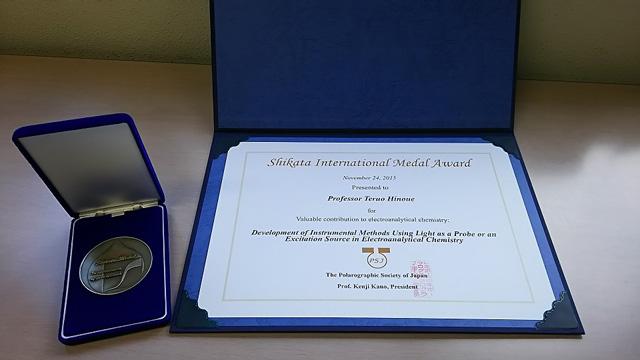 Shikata International Medal Award
November 24, 2015
Presented to
Professor Teruo Hinoue
for
Valuable contribution to electroanalytical chemistry:
Development of Instrumental Methods Using Light as a Probe or an
Excitation Source in Electroanalytical Chemistry
PSJ
The Polarographic Society of Japan
Prof. Kenji Kano, President